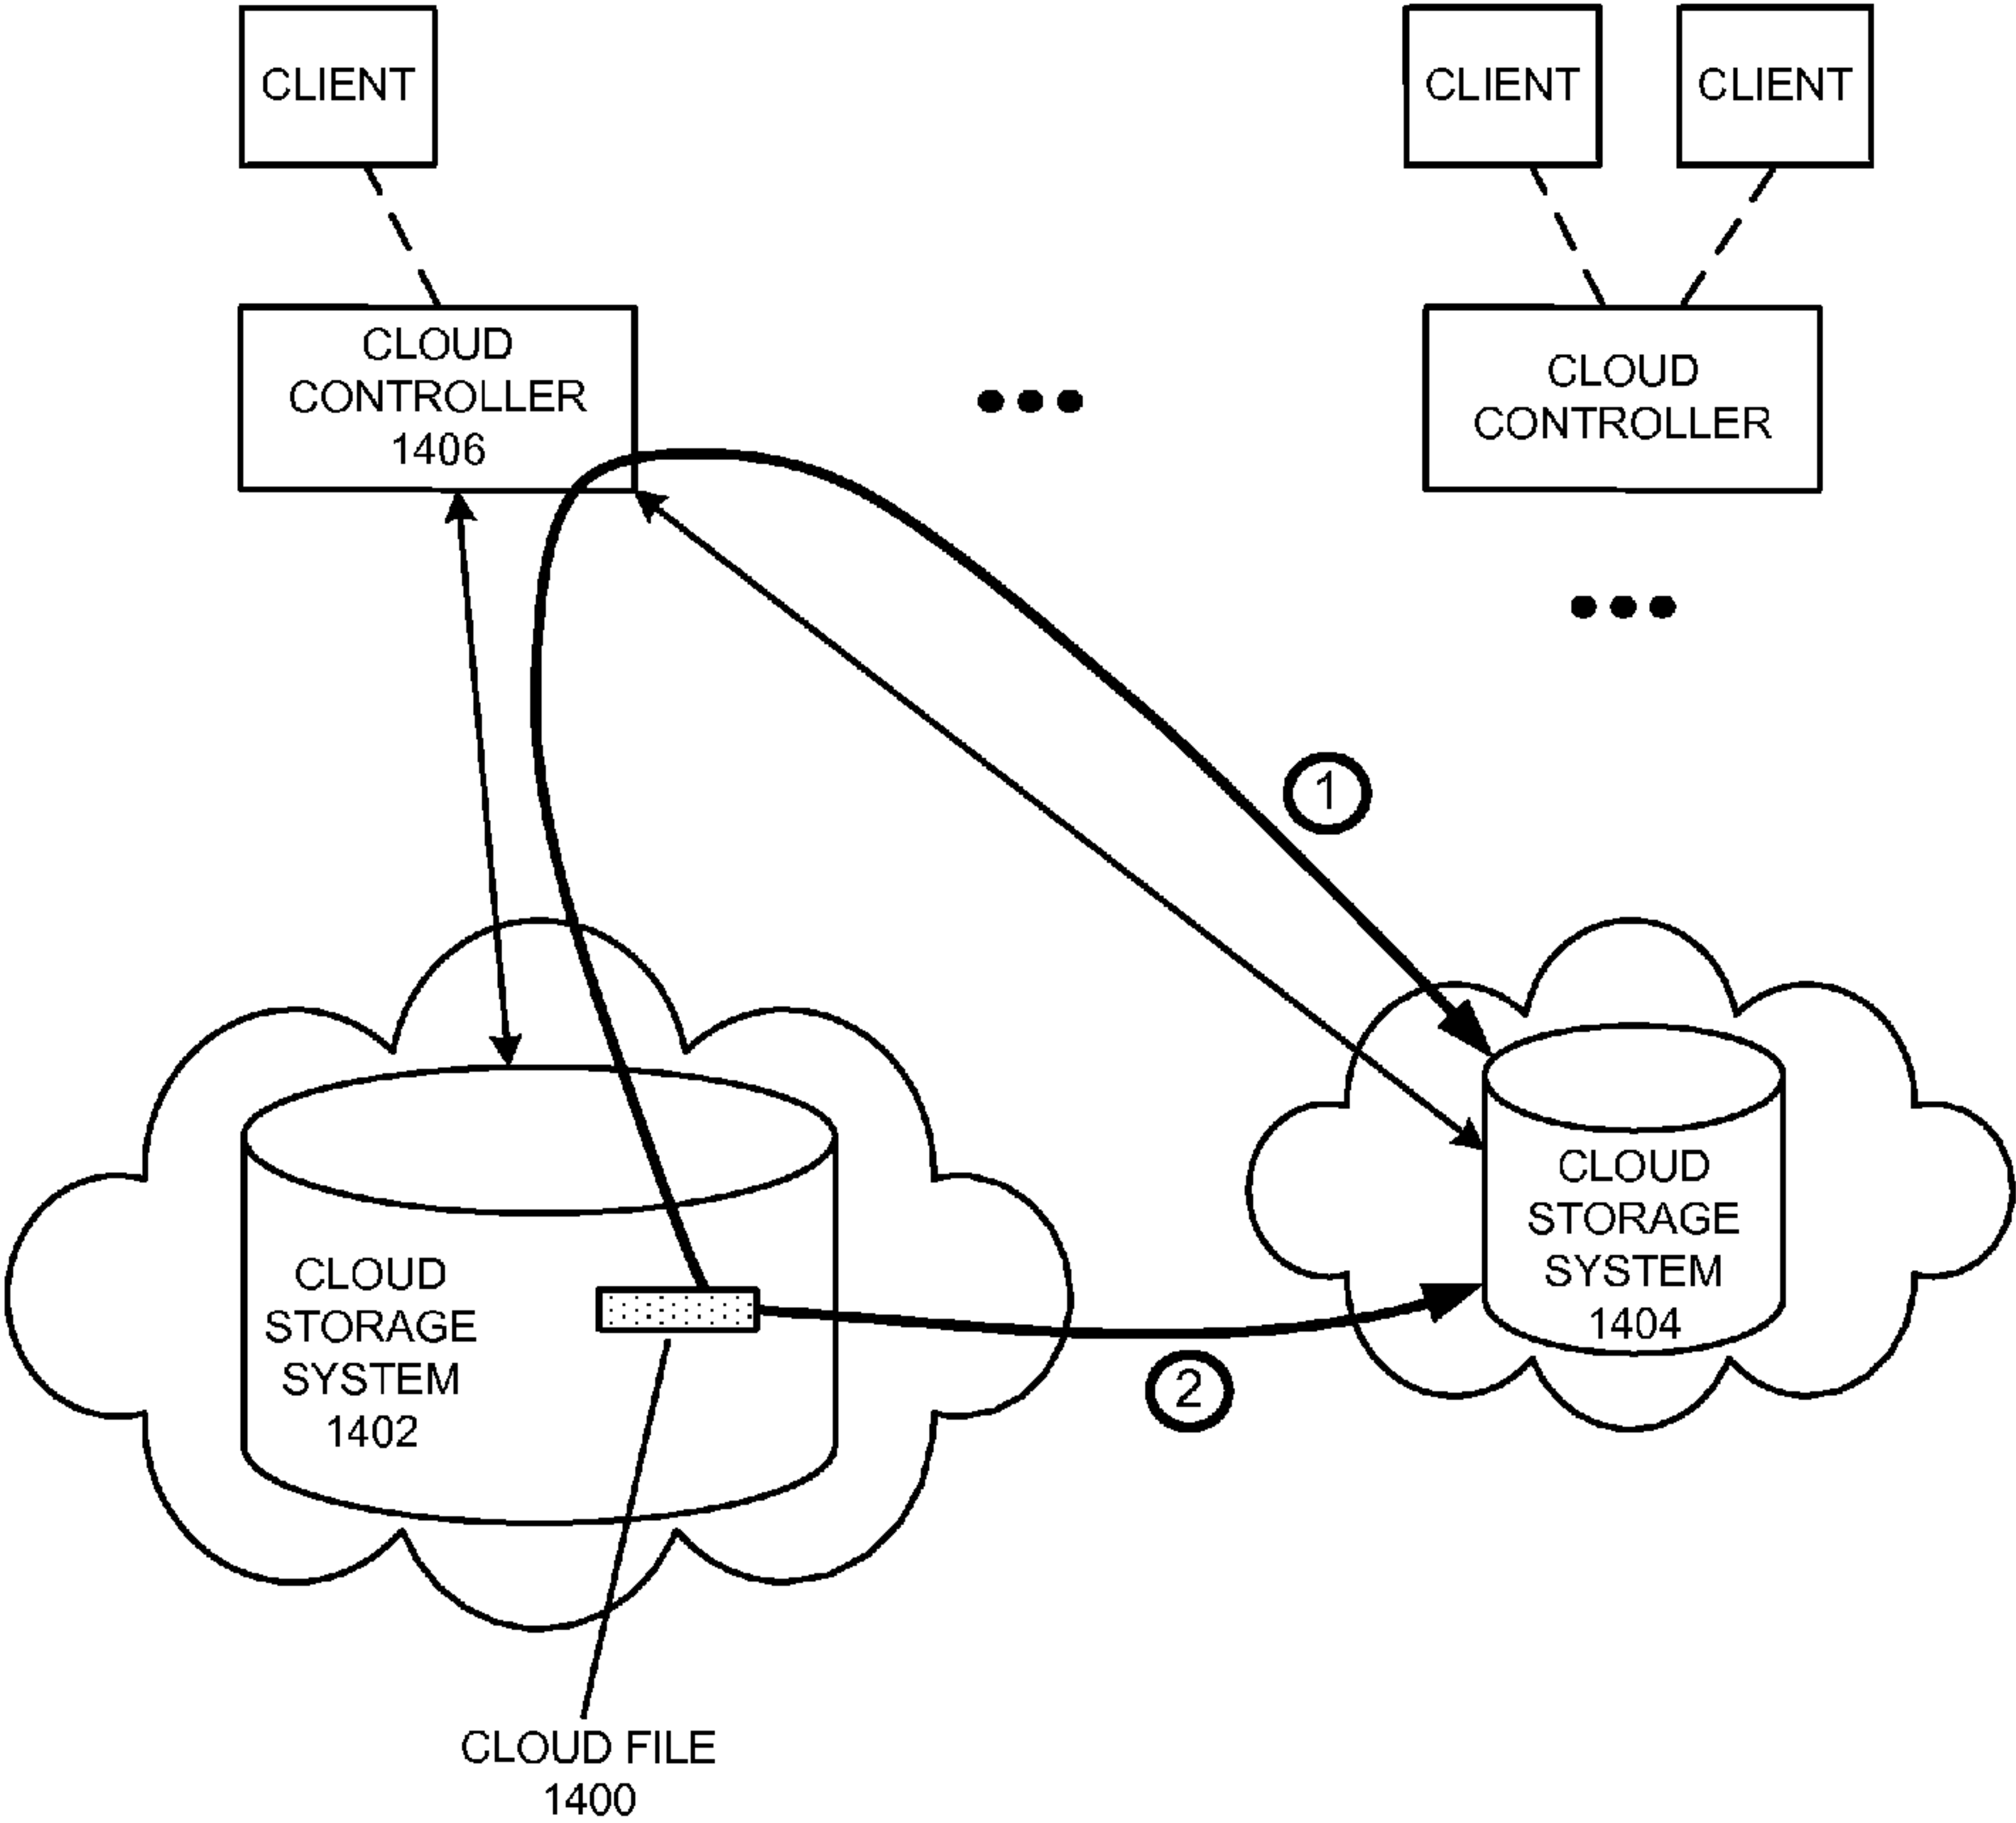 CLIENT
CLIENT
CLIENT
CLOUD
CONTROLLER
1406
CLOUD
CONTROLLER
1
CLOUD
STORAGE
SYSTEM
1404
CLOUD
STORAGE
SYSTEM
1402
2
CLOUD FILE
1400